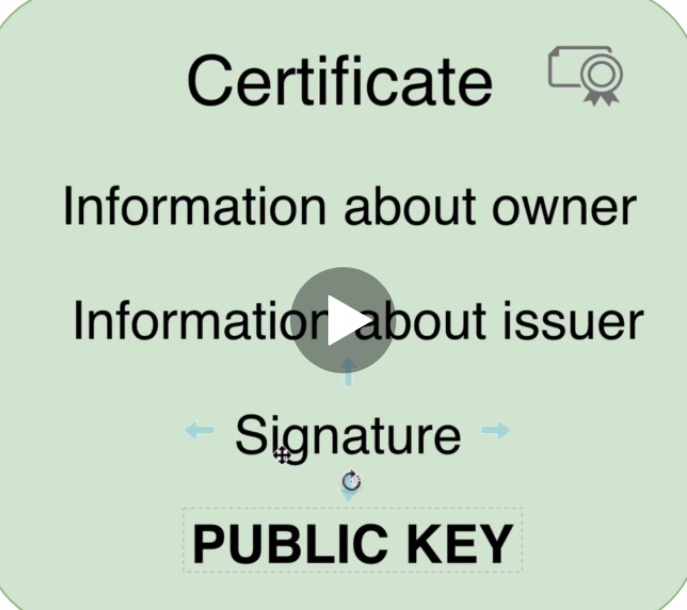 Certificate
Information about owner
Information about issuer
Signature
PUBLIC KEY